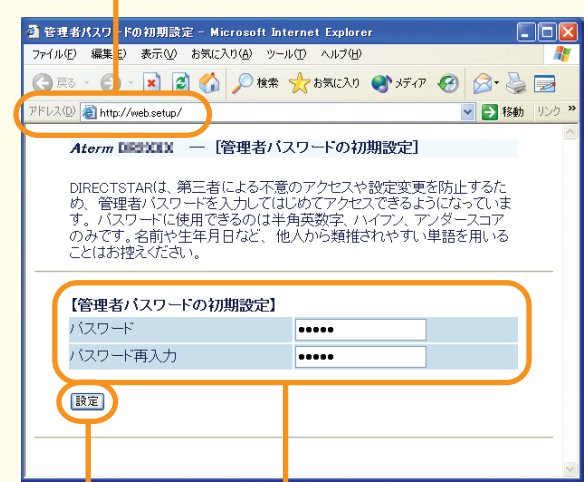 管理者パスワードの初期設定 - Microsoft Internet Explorer
ファイル(F) 編集(E) 表示(V) お気に入り(A) ツール(T) ヘルプ(H)
戻る 検索 お気に入り メディア
アドレス(D) http://web.setup/ 移動 リンク »
Aterm — [管理者パスワードの初期設定]
DIRECTSTARは、第三者による不意のアクセスや設定変更を防止するた
め、管理者パスワードを入力してはじめてアクセスできるようになっていま
す。パスワードに使用できるのは半角英数字、ハイフン、アンダースコア
のみです。名前や生年月日など、他人から類推されやすい単語を用いる
ことはお控えください。
【管理者パスワードの初期設定】
パスワード ●●●●●
パスワード再入力 ●●●●●
設定